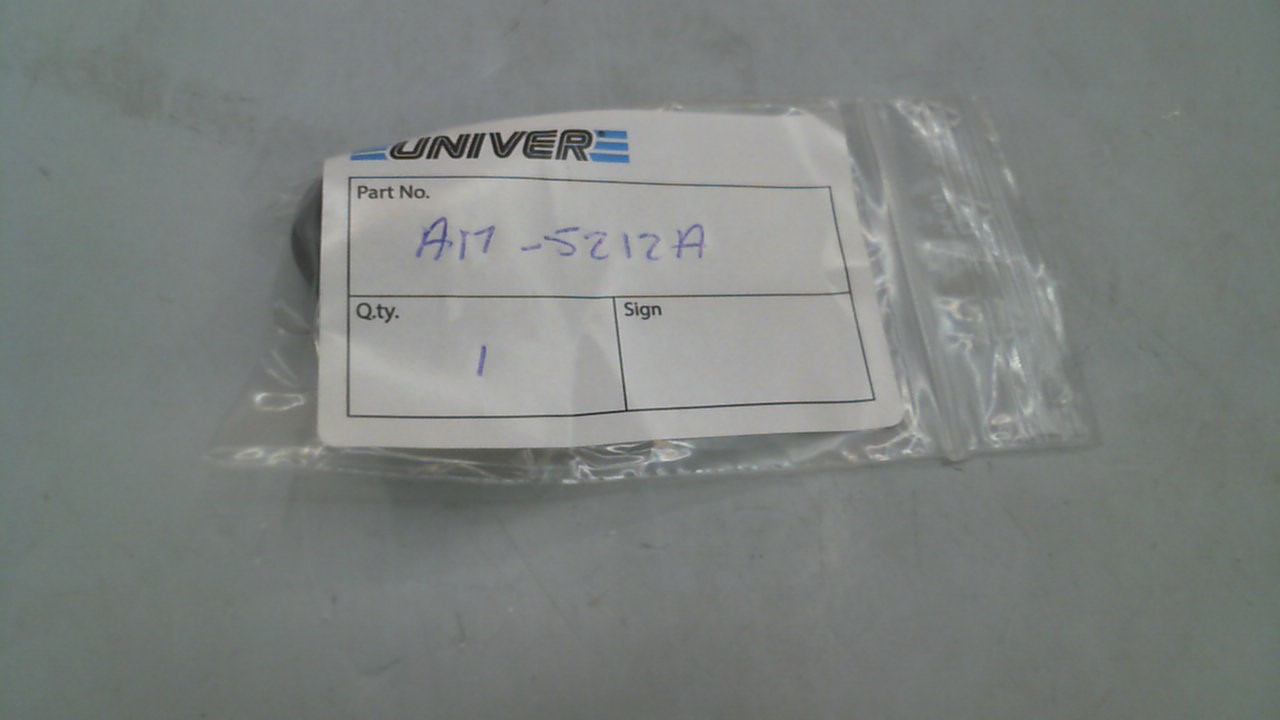 UNIVER
Part No.
AM-5212A
Q.ty.
1
Sign